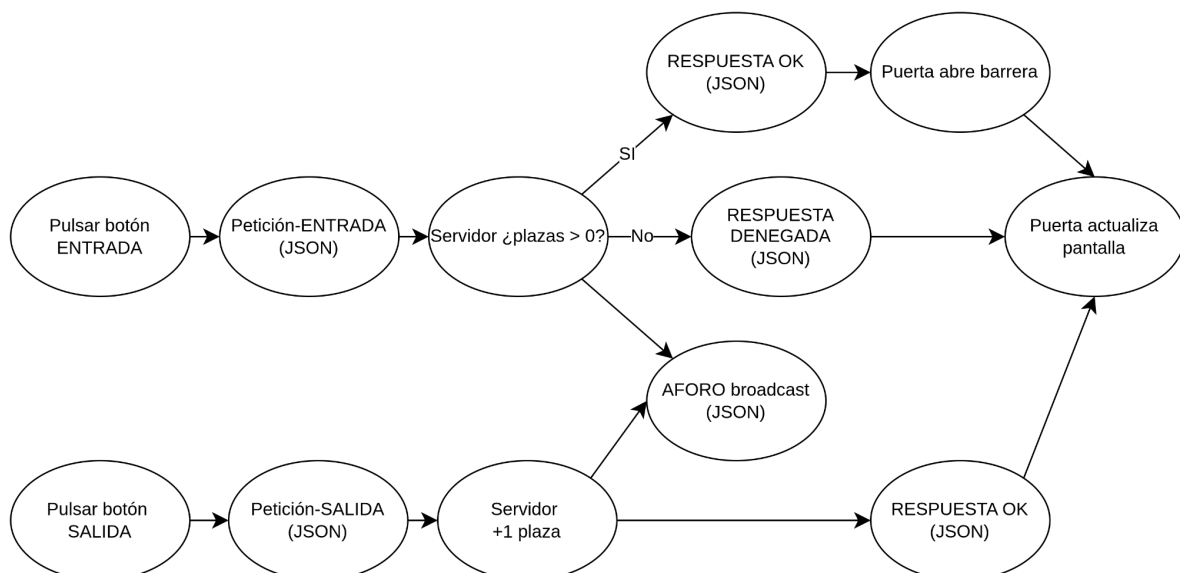 RESPUESTA OK
(JSON)
Puerta abre barrera
SI
Pulsar botón
ENTRADA
Petición-ENTRADA
(JSON)
Servidor ¿plazas > 0?
No
RESPUESTA
DENEGADA
(JSON)
Puerta actualiza
pantalla
AFORO broadcast
(JSON)
Pulsar botón
SALIDA
Petición-SALIDA
(JSON)
Servidor
+1 plaza
RESPUESTA OK
(JSON)